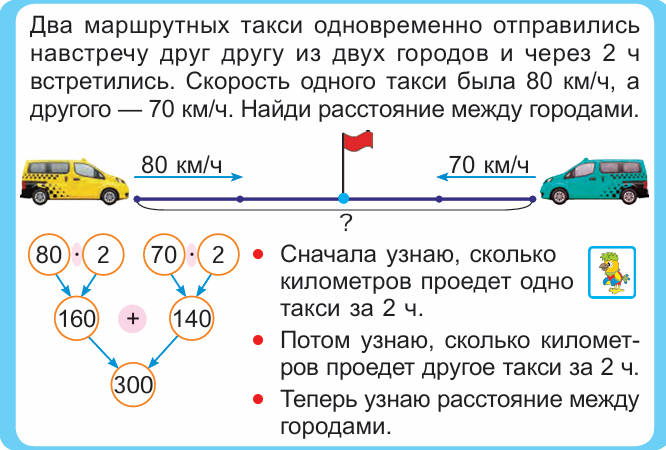 Два маршрутных такси одновременно отправились
навстречу друг другу из двух городов и через 2 ч
встретились. Скорость одного такси была 80 км/ч, а
другого — 70 км/ч. Найди расстояние между городами.
80 км/ч 70 км/ч
?
80 · 2 70 · 2
160 + 140
300
• Сначала узнаю, сколько
километров проедет одно
такси за 2 ч.
• Потом узнаю, сколько километ-
ров проедет другое такси за 2 ч.
• Теперь узнаю расстояние между
городами.